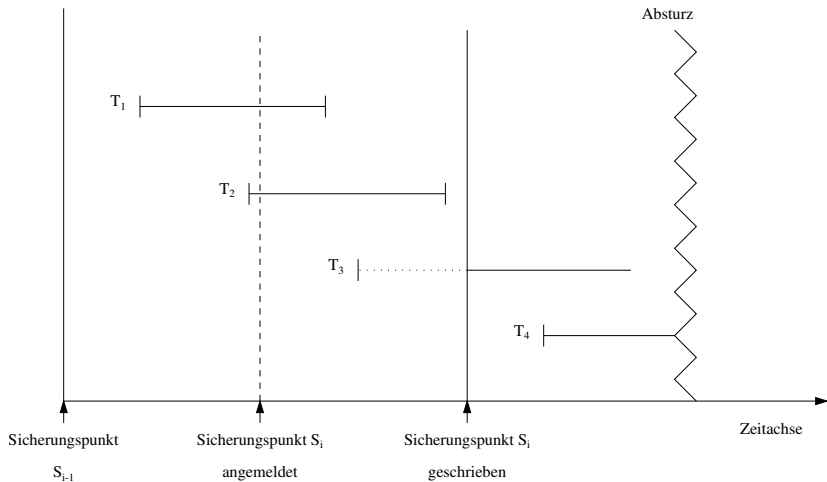 Absturz
T1
T2
T3
T4
Zeitachse
Sicherungspunkt
Si-1
Sicherungspunkt Si
angemeldet
Sicherungspunkt Si
geschrieben